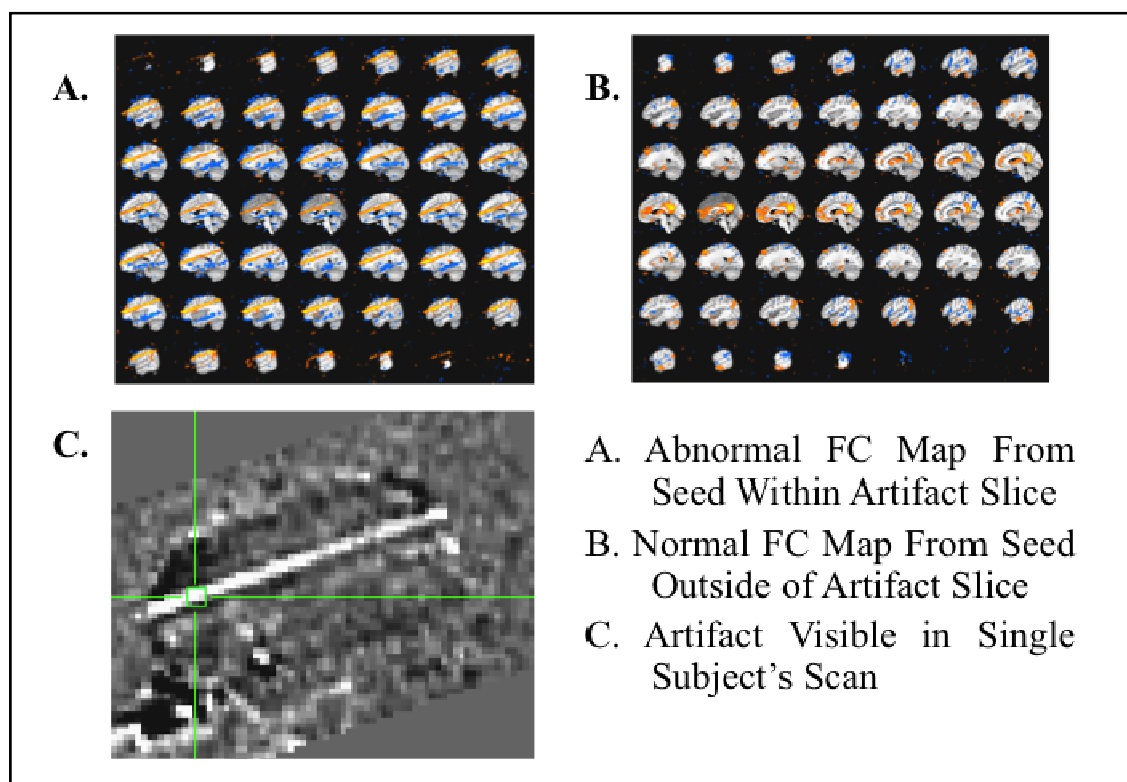 A.
B.
C.
A. Abnormal FC Map From
Seed Within Artifact Slice
B. Normal FC Map From Seed
Outside of Artifact Slice
C. Artifact Visible in Single
Subject's Scan